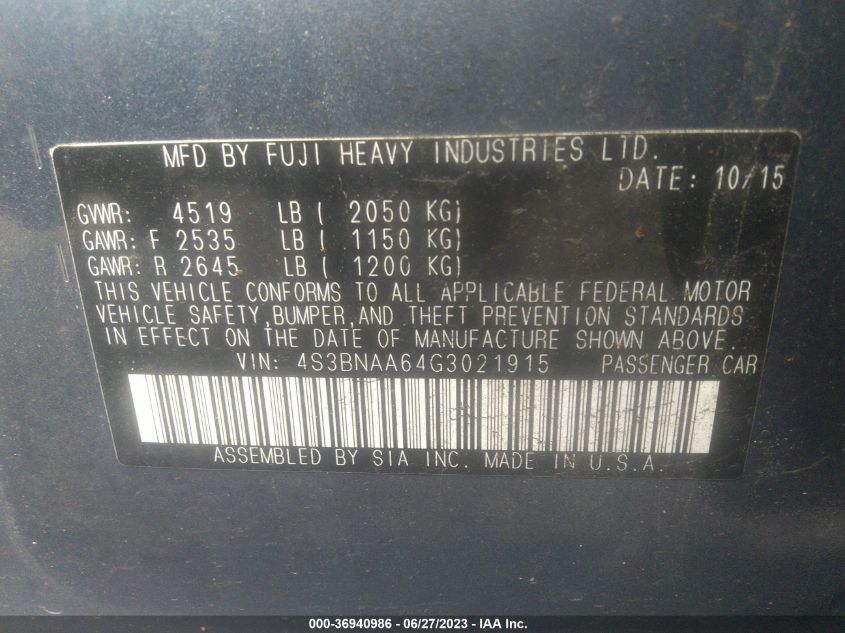 MFD BY FUJI HEAVY INDUSTRIES LTD.
DATE: 10/15
GVWR: 4519 LB ( 2050 KG)
GAWR: F 2535 LB ( 1150 KG)
GAWR: R 2645 LB ( 1200 KG)
THIS VEHICLE CONFORMS TO ALL APPLICABLE FEDERAL MOTOR
VEHICLE SAFETY,BUMPER,AND THEFT PREVENTION STANDARDS
IN EFFECT ON THE DATE OF MANUFACTURE SHOWN ABOVE.
VIN: 4S3BNAA64G3021915 PASSENGER CAR
ASSEMBLED BY SIA INC. MADE IN U.S.A.
000-36940986 - 06/27/2023 - IAA Inc.